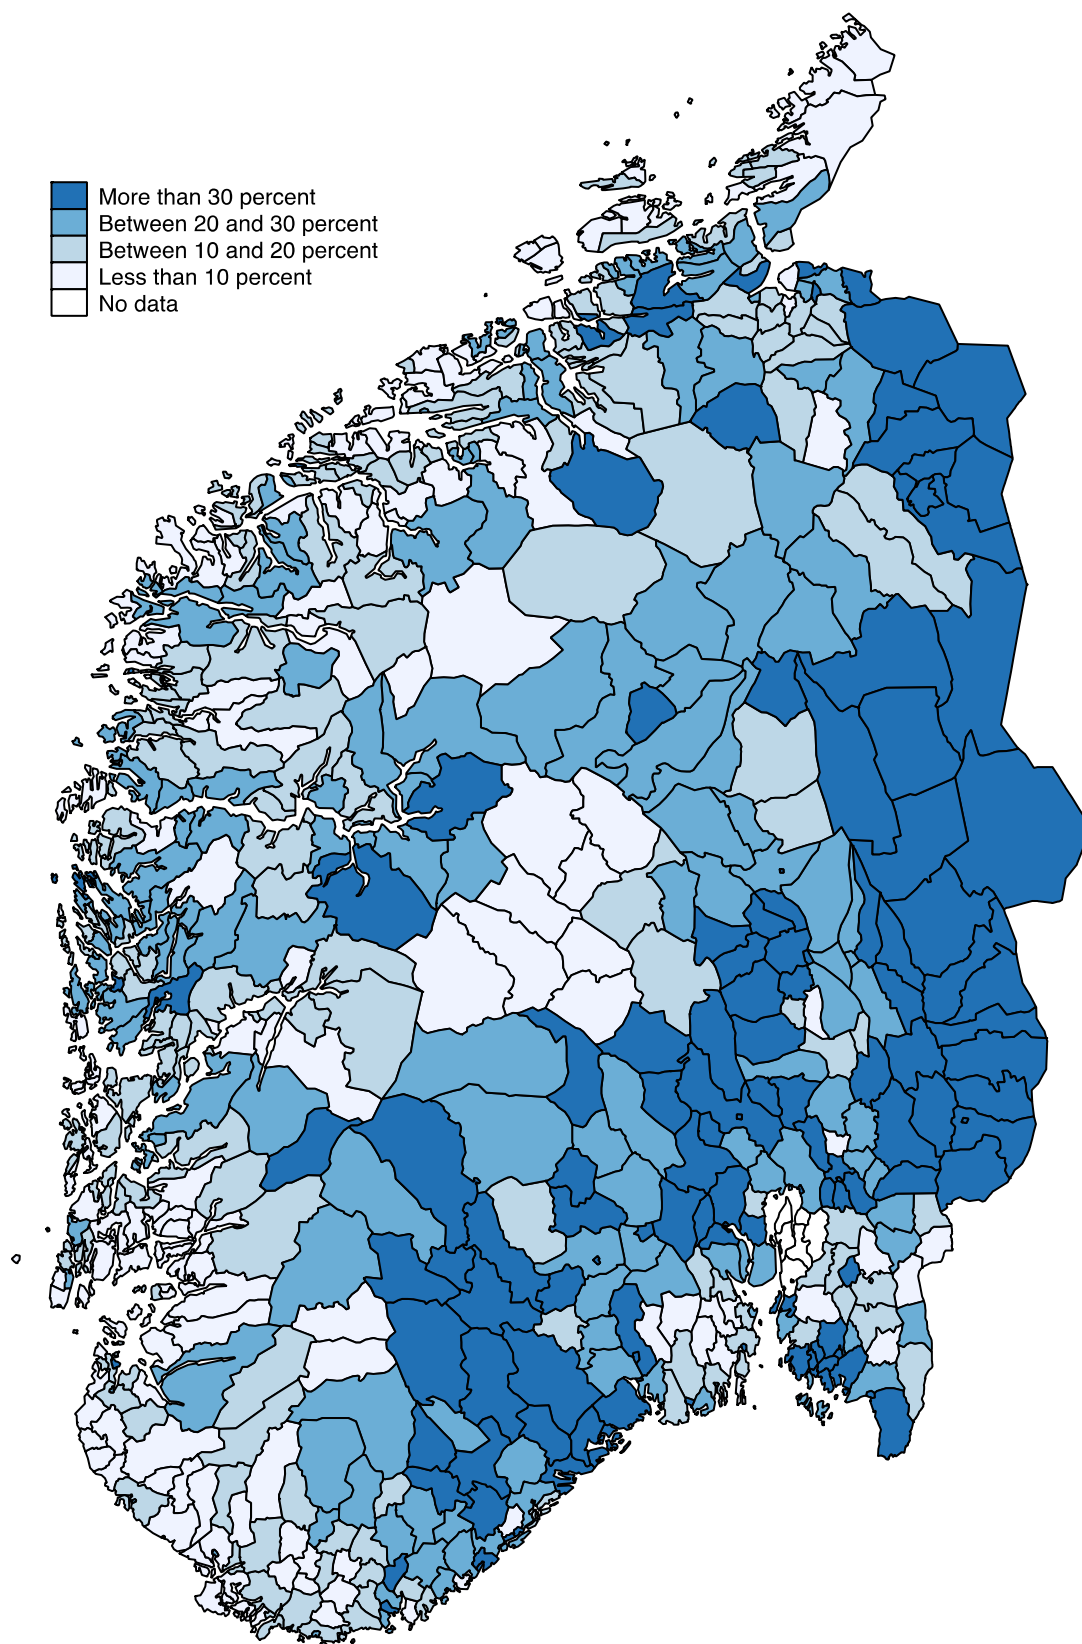 More than 30 percent
Between 20 and 30 percent
Between 10 and 20 percent
Less than 10 percent
No data